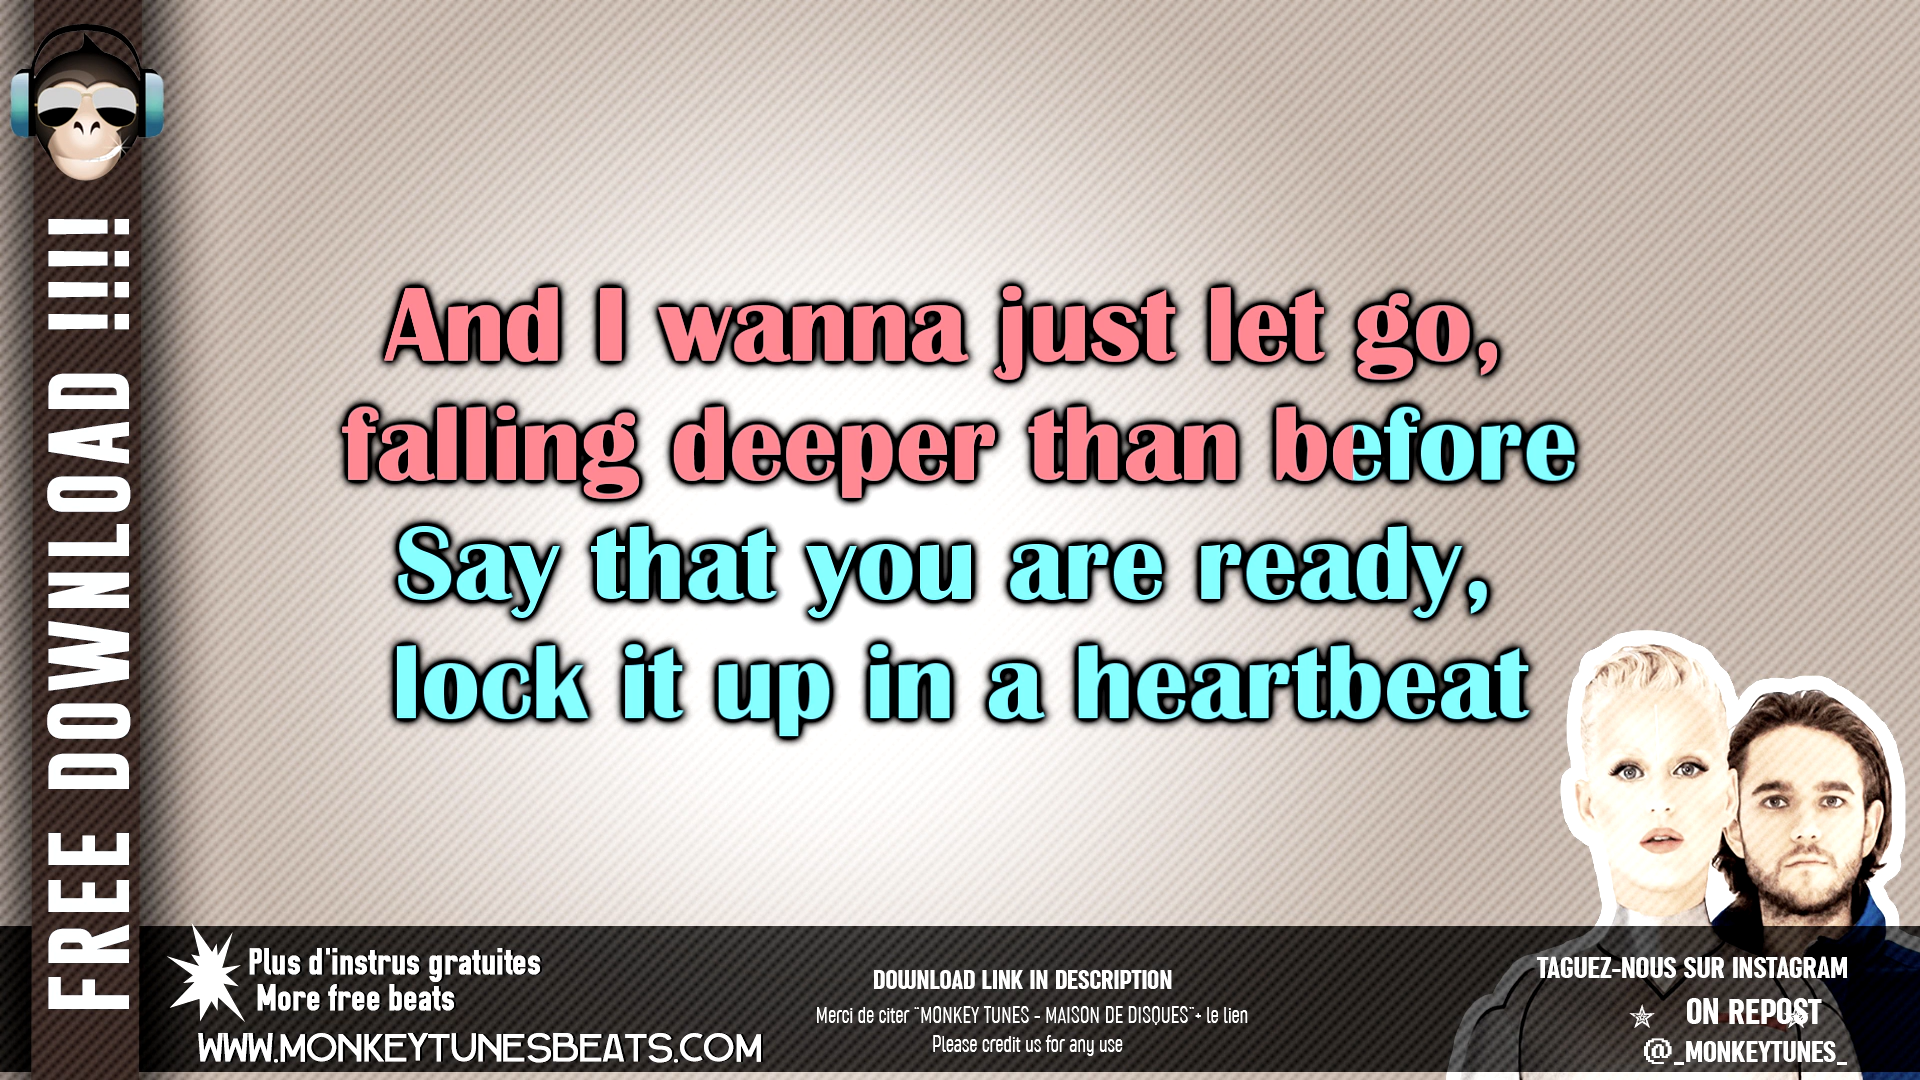 FREE DOWNLOAD !!!!
And I wanna just let go,
falling deeper than before
Say that you are ready,
lock it up in a heartbeat
Plus d'instrus gratuites
More free beats
WWW.MONKEYTUNESBEATS.COM
DOWNLOAD LINK IN DESCRIPTION
Merci de citer "MONKEY TUNES - MAISON DE DISQUES"+ le lien
Please credit us for any use
TAGUEZ-NOUS SUR INSTAGRAM
ON REPOST
@_MONKEYTUNES_